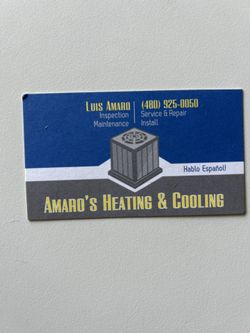 Luis Amaro (480) 925-0050
Inspection Service & Repair
Maintenance Install
Hablo Español!
Amaro's Heating & Cooling